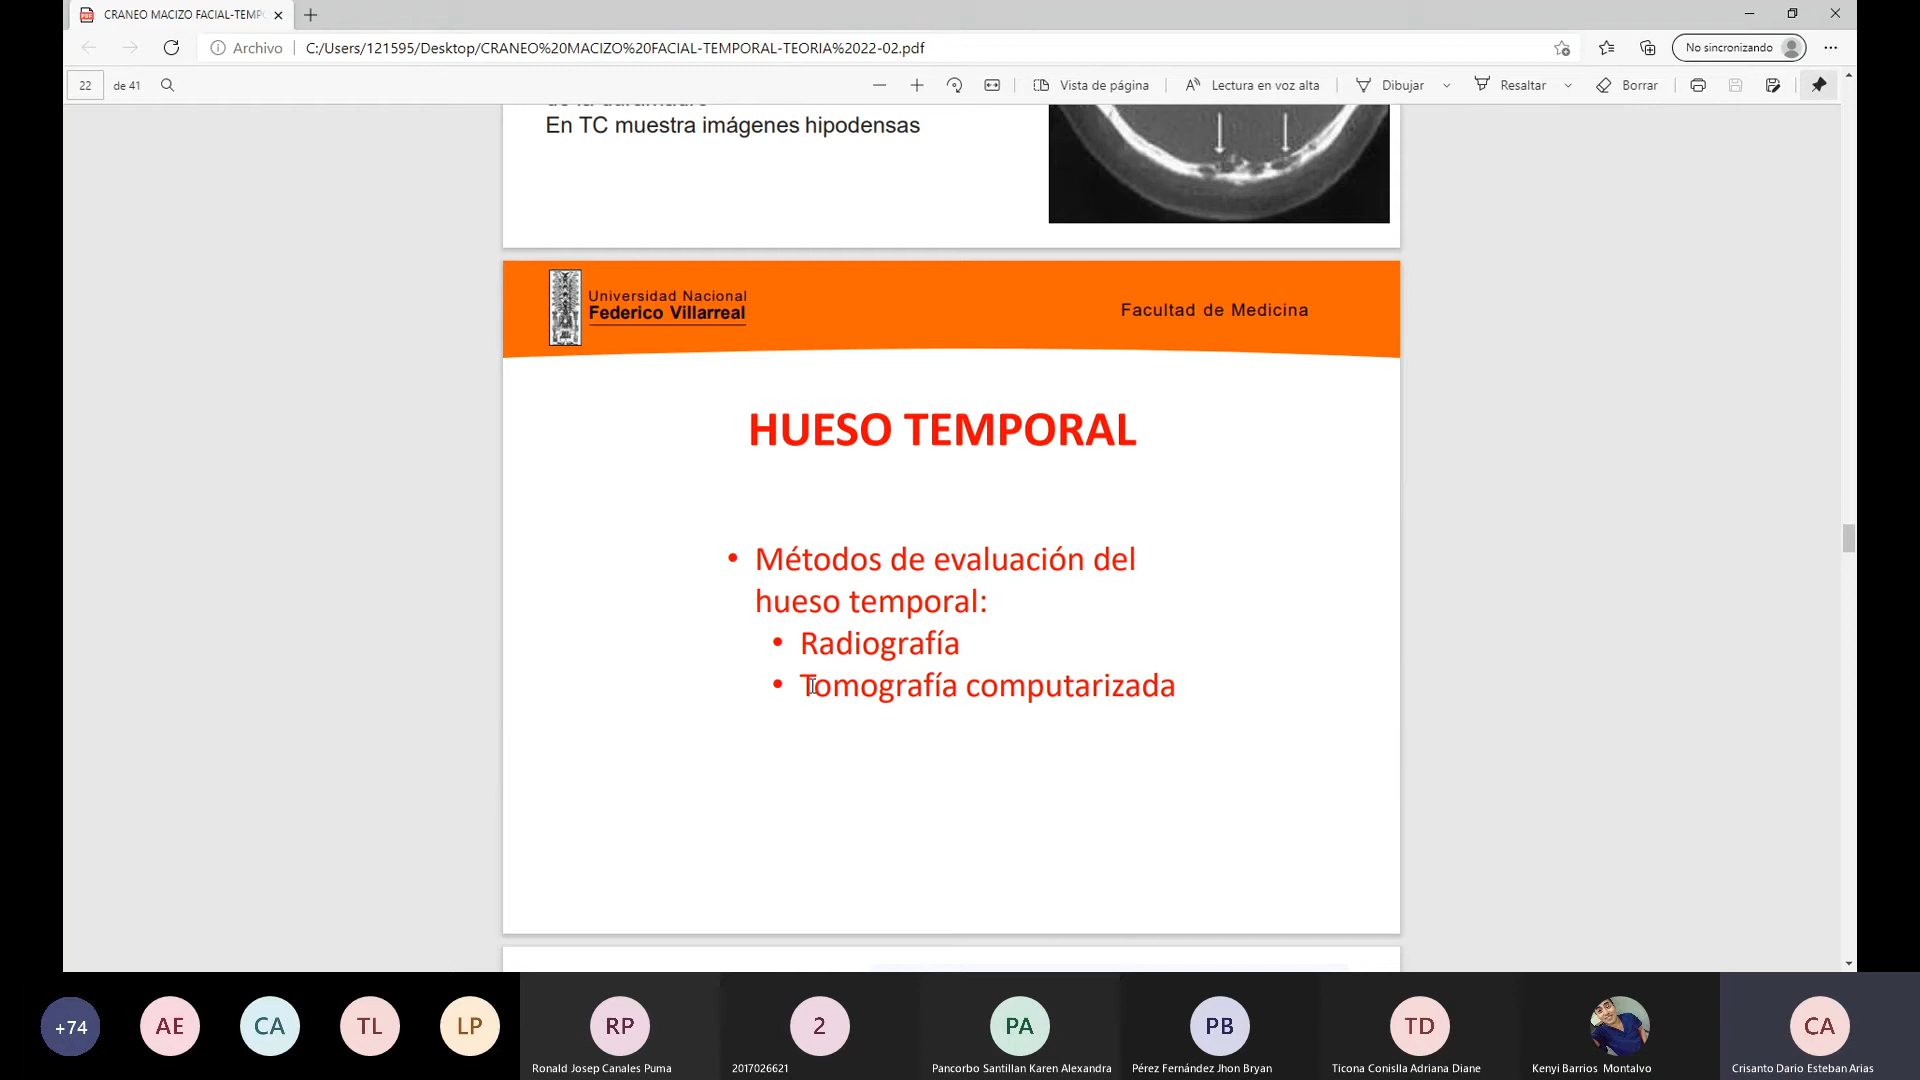 CRANEO MACIZO FACIAL-TEMP
Archivo
C:/Users/121595/Desktop/CRANEO%20MACIZO%20FACIAL-TEMPORAL-TEORIA%2022-02.pdf
No sincronizando
22 de 41
Vista de página
Lectura en voz alta
Dibujar
Resaltar
Borrar
En TC muestra imágenes hipodensas
Universidad Nacional
Federico Villarreal
Facultad de Medicina
HUESO TEMPORAL
• Métodos de evaluación del
hueso temporal:
• Radiografía
• Tomografía computarizada
+74
AE
CA
TL
LP
RP
2
PA
PB
TD
CA
Ronald Josep Canales Puma
2017026621
Pancorbo Santillan Karen Alexandra
Pérez Fernández Jhon Bryan
Ticona Conislla Adriana Diane
Kenyi Barrios Montalvo
Crisanto Dario Esteban Arias